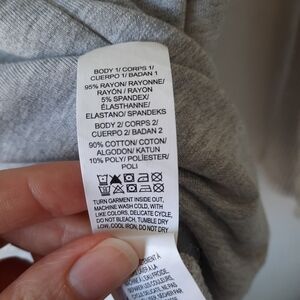 BODY 1/ CORPS 1/
CUERPO 1/ BADAN 1
95% RAYON/ RAYONNE/
RAYÓN / RAYON
5% SPANDEX/
ÉLASTHANNE/
ELASTANO/ SPANDEKS
BODY 2/ CORPS 2/
CUERPO 2/ BADAN 2
90% COTTON/ COTON/
ALGODON/ KATUN
10% POLY/ POLIESTER/
POLI
TURN GARMENT INSIDE OUT,
MACHINE WASH COLD, WITH
LIKE COLORS, DELICATE CYCLE,
DO NOT BLEACH, TUMBLE DRY
LOW, COOL IRON, DO NOT DRY